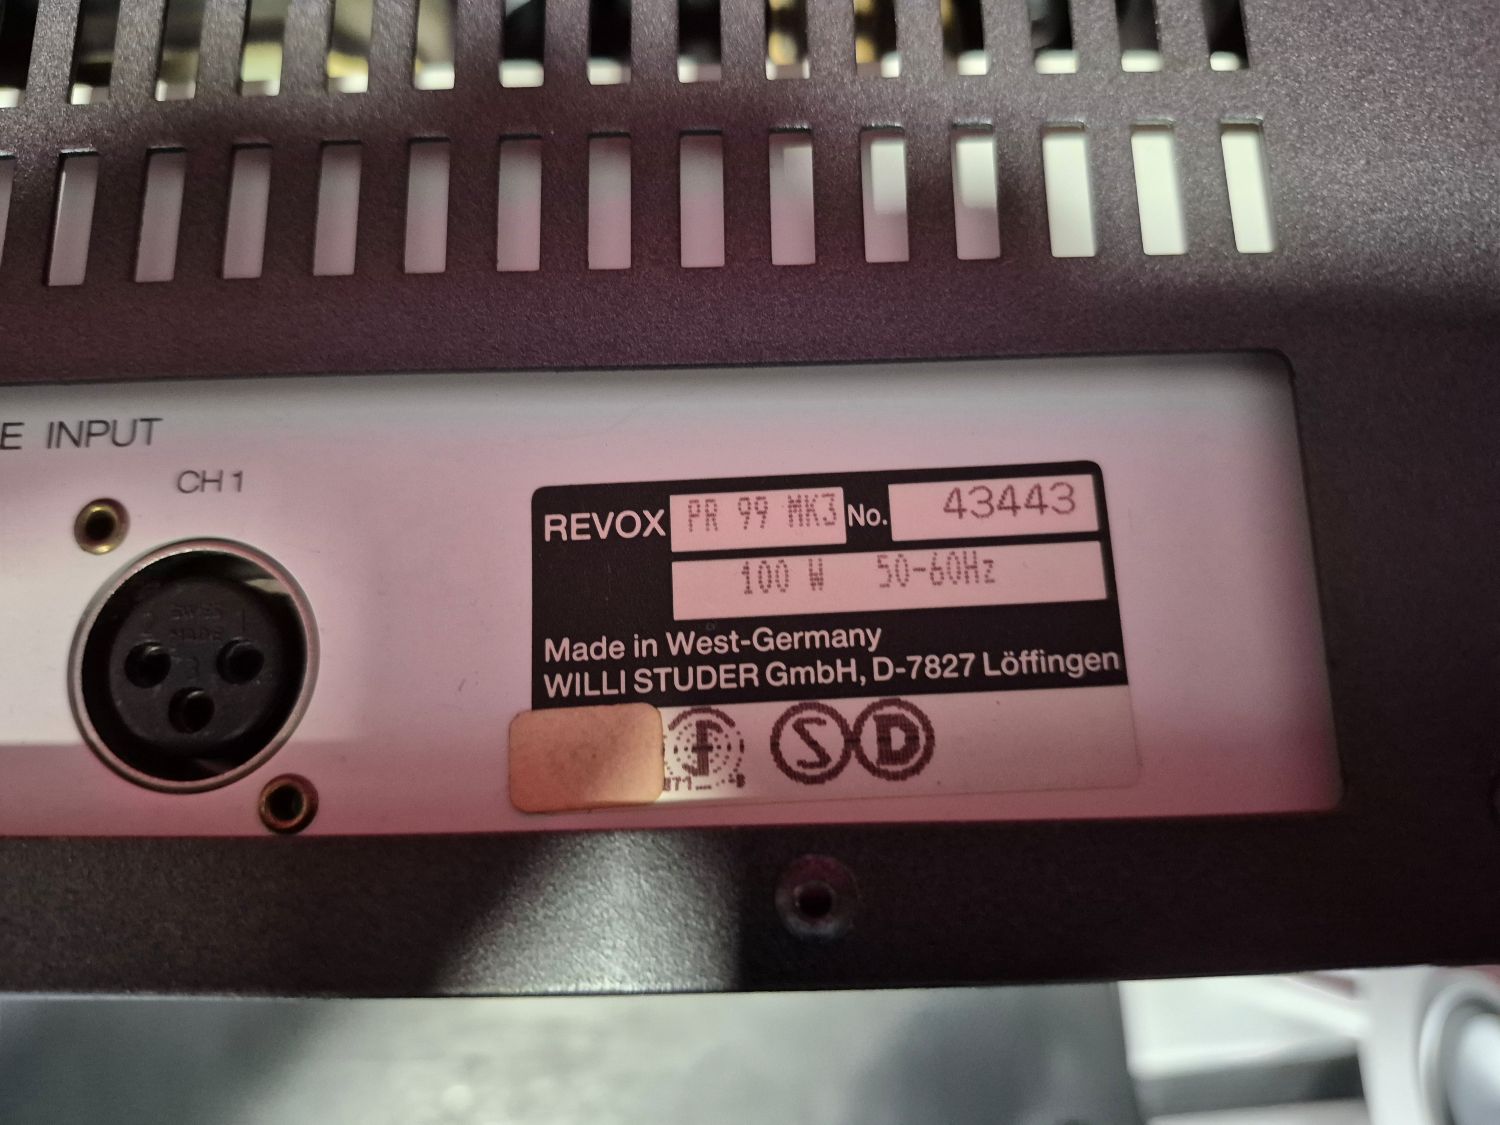 E INPUT
CH 1
REVOX PR 99 MK3 No. 43443
100 W 50-60Hz
Made in West-Germany
WILLI STUDER GmbH, D-7827 Löffingen
S D